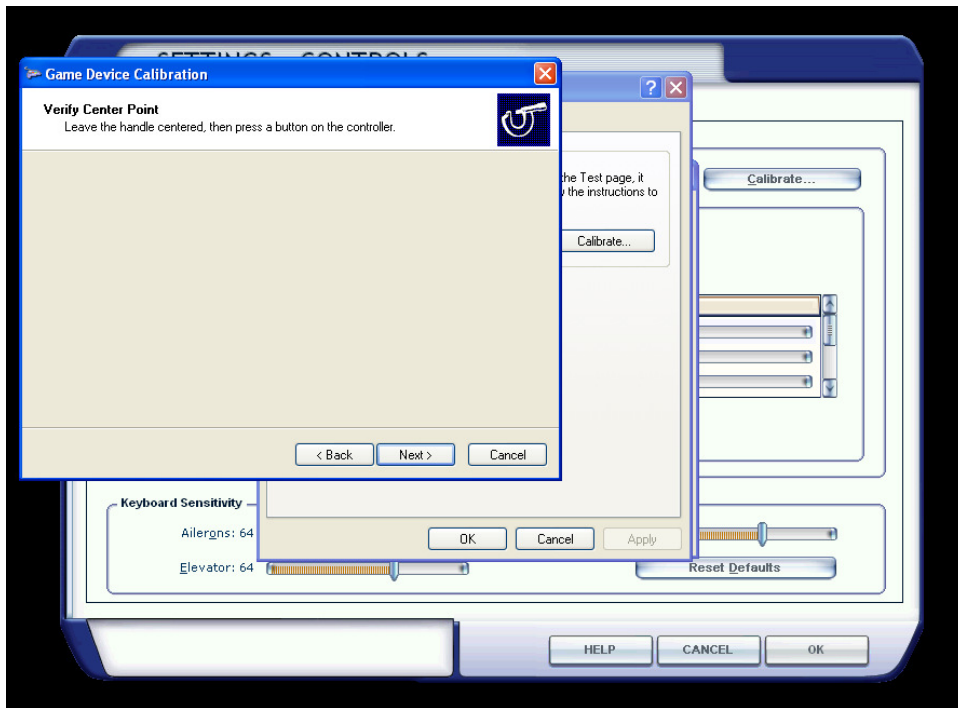 SETTINGS - CONTROLS
Game Device Calibration
Verify Center Point
Leave the handle centered, then press a button on the controller.
the Test page, it
the instructions to
Calibrate...
Calibrate...
< Back
Next >
Cancel
Keyboard Sensitivity
Ailerons: 64
Elevator: 64
OK
Cancel
Apply
Reset Defaults
HELP
CANCEL
OK